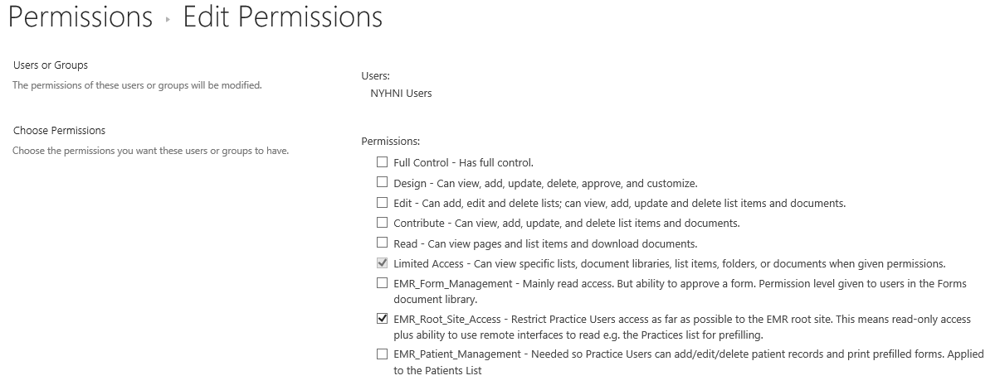 Permissions ▸ Edit Permissions
Users or Groups
The permissions of these users or groups will be modified.
Users:
NYHNI Users
Choose Permissions
Choose the permissions you want these users or groups to have.
Permissions:
Full Control - Has full control.
Design - Can view, add, update, delete, approve, and customize.
Edit - Can add, edit and delete lists; can view, add, update and delete list items and documents.
Contribute - Can view, add, update, and delete list items and documents.
Read - Can view pages and list items and download documents.
Limited Access - Can view specific lists, document libraries, list items, folders, or documents when given permissions.
EMR_Form_Management - Mainly read access. But ability to approve a form. Permission level given to users in the Forms
document library.
EMR_Root_Site_Access - Restrict Practice Users access as far as possible to the EMR root site. This means read-only access
plus ability to use remote interfaces to read e.g. the Practices list for prefilling.
EMR_Patient_Management - Needed so Practice Users can add/edit/delete patient records and print prefilled forms. Applied
to the Patients List